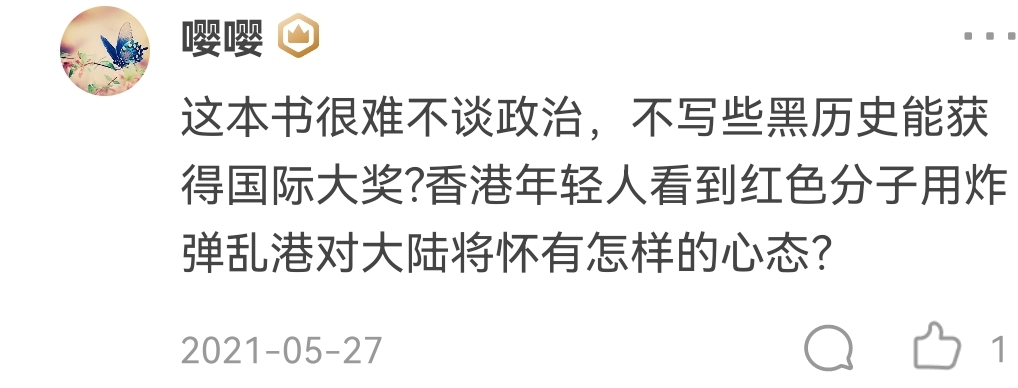 嘤嘤
这本书很难不谈政治，不写些黑历史能获
得国际大奖?香港年轻人看到红色分子用炸
弹乱港对大陆将怀有怎样的心态?
2021-05-27
1